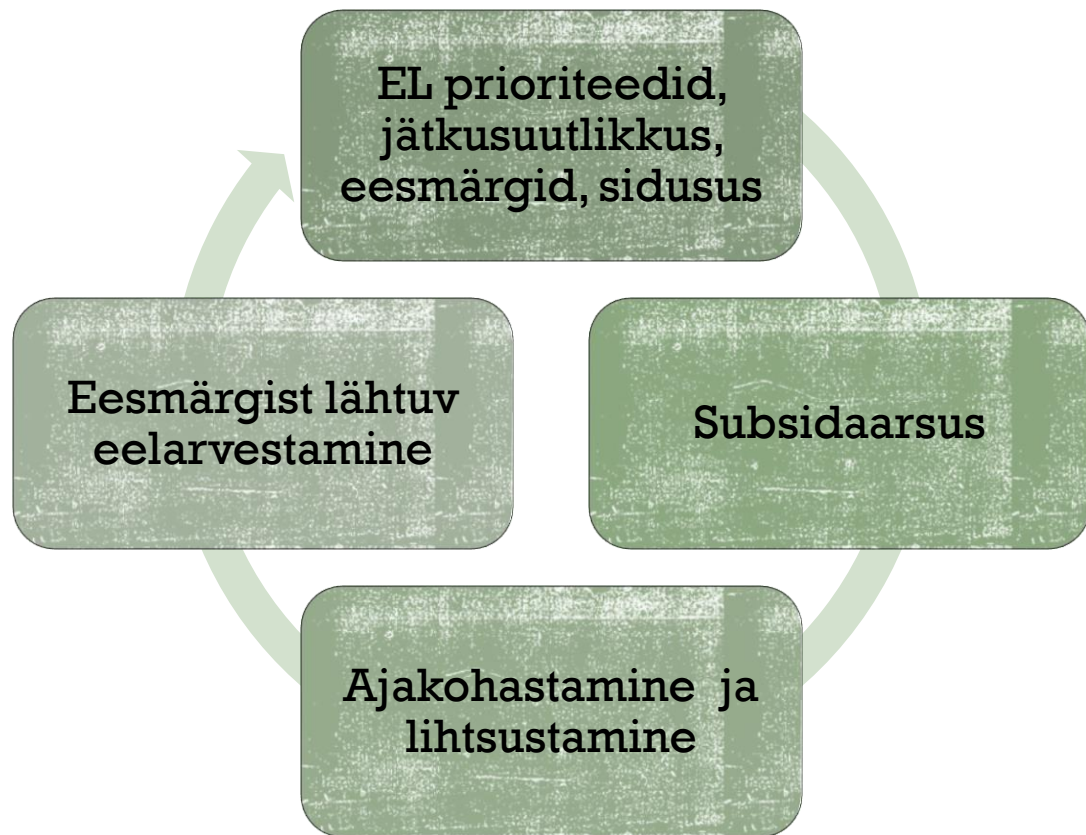 EL prioriteedid,
jätkusuutlikkus,
eesmärgid, sidusus
Subsidaarsus
Ajakohastamine ja
lihtsustamine
Eesmärgist lähtuv
eelarvestamine